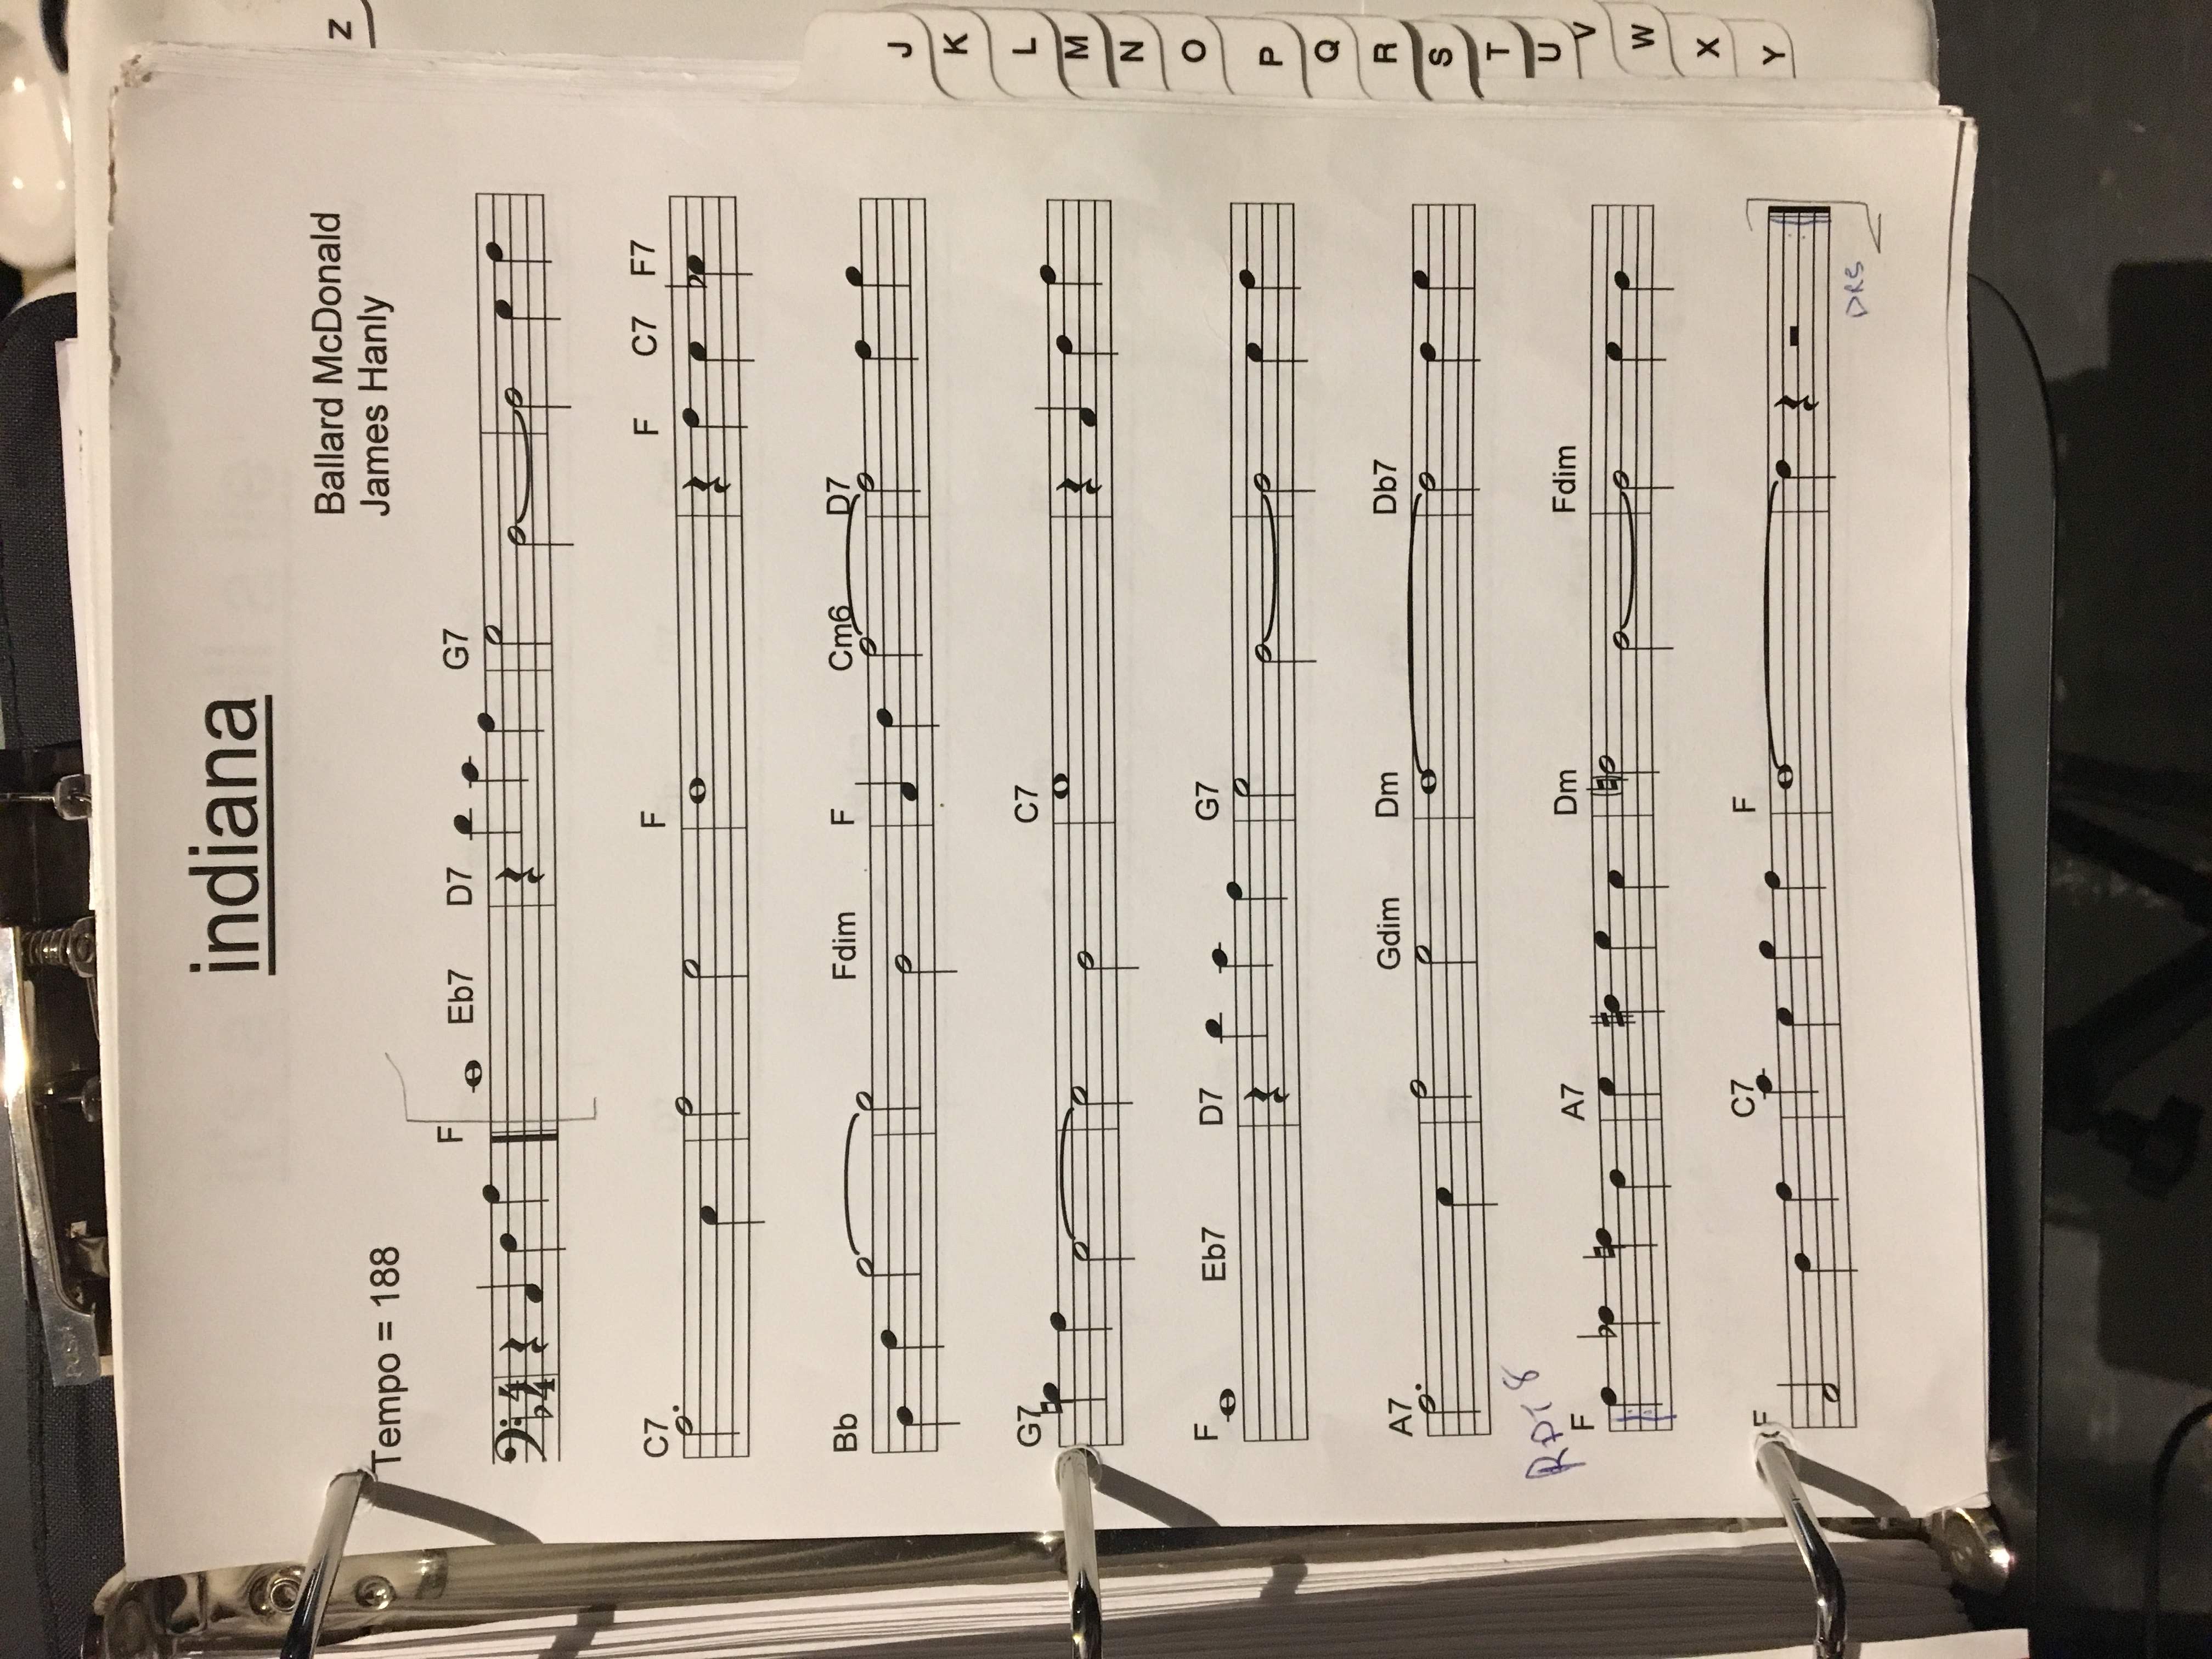 PUSH
indiana
Ballard McDonald
James Hanly
Tempo = 188
F Eb7 D7 G7
4
4
C7 F F C7 F7
Bb Fdim F Cm6 D7
G7 C7
F Eb7 D7 G7
A7 Gdim Dm Db7
RPT 8
F A7 Dm Fdim
F C7 F
DRS
Z
J
K
L
M
N
O
P
Q
R
S
T
U
V
W
X
Y